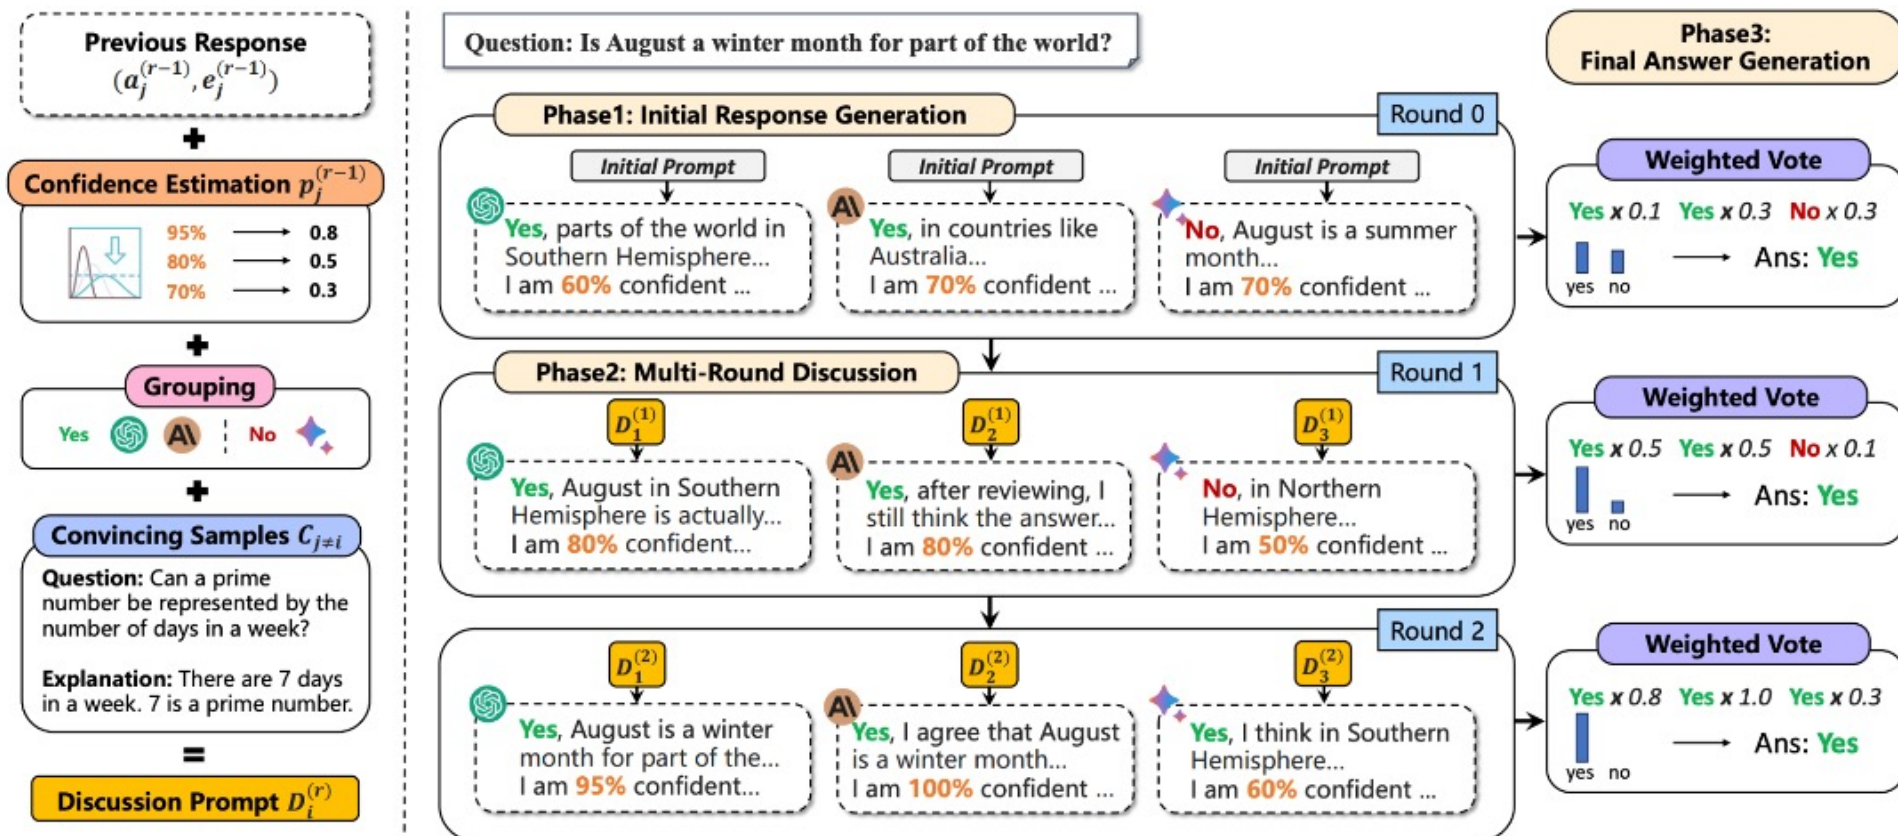 Previous Response
(a_j^{(r-1)}, e_j^{(r-1)})
+
Confidence Estimation p_j^{(r-1)}
95% → 0.8
80% → 0.5
70% → 0.3
+
Grouping
Yes No
+
Convincing Samples C_{j≠i}
Question: Can a prime
number be represented by the
number of days in a week?
Explanation: There are 7 days
in a week. 7 is a prime number.
=
Discussion Prompt D_i^{(r)}
Question: Is August a winter month for part of the world?
Phase1: Initial Response Generation
Round 0
Initial Prompt
Yes, parts of the world in
Southern Hemisphere...
I am 60% confident ...
Initial Prompt
Yes, in countries like
Australia...
I am 70% confident ...
Initial Prompt
No, August is a summer
month...
I am 70% confident ...
Phase2: Multi-Round Discussion
Round 1
D_1^{(1)}
Yes, August in Southern
Hemisphere is actually...
I am 80% confident...
D_2^{(1)}
Yes, after reviewing, I
still think the answer...
I am 80% confident ...
D_3^{(1)}
No, in Northern
Hemisphere...
I am 50% confident ...
Round 2
D_1^{(2)}
Yes, August is a winter
month for part of the...
I am 95% confident...
D_2^{(2)}
Yes, I agree that August
is a winter month...
I am 100% confident ...
D_3^{(2)}
Yes, I think in Southern
Hemisphere...
I am 60% confident ...
Phase3:
Final Answer Generation
Weighted Vote
Yes x 0.1 Yes x 0.3 No x 0.3
→ Ans: Yes
yes no
Weighted Vote
Yes x 0.5 Yes x 0.5 No x 0.1
→ Ans: Yes
yes no
Weighted Vote
Yes x 0.8 Yes x 1.0 Yes x 0.3
→ Ans: Yes
yes no